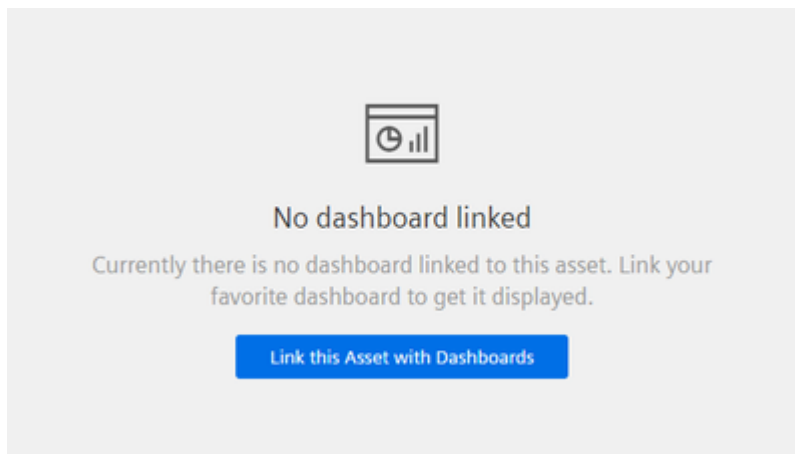 No dashboard linked
Currently there is no dashboard linked to this asset. Link your
favorite dashboard to get it displayed.
Link this Asset with Dashboards